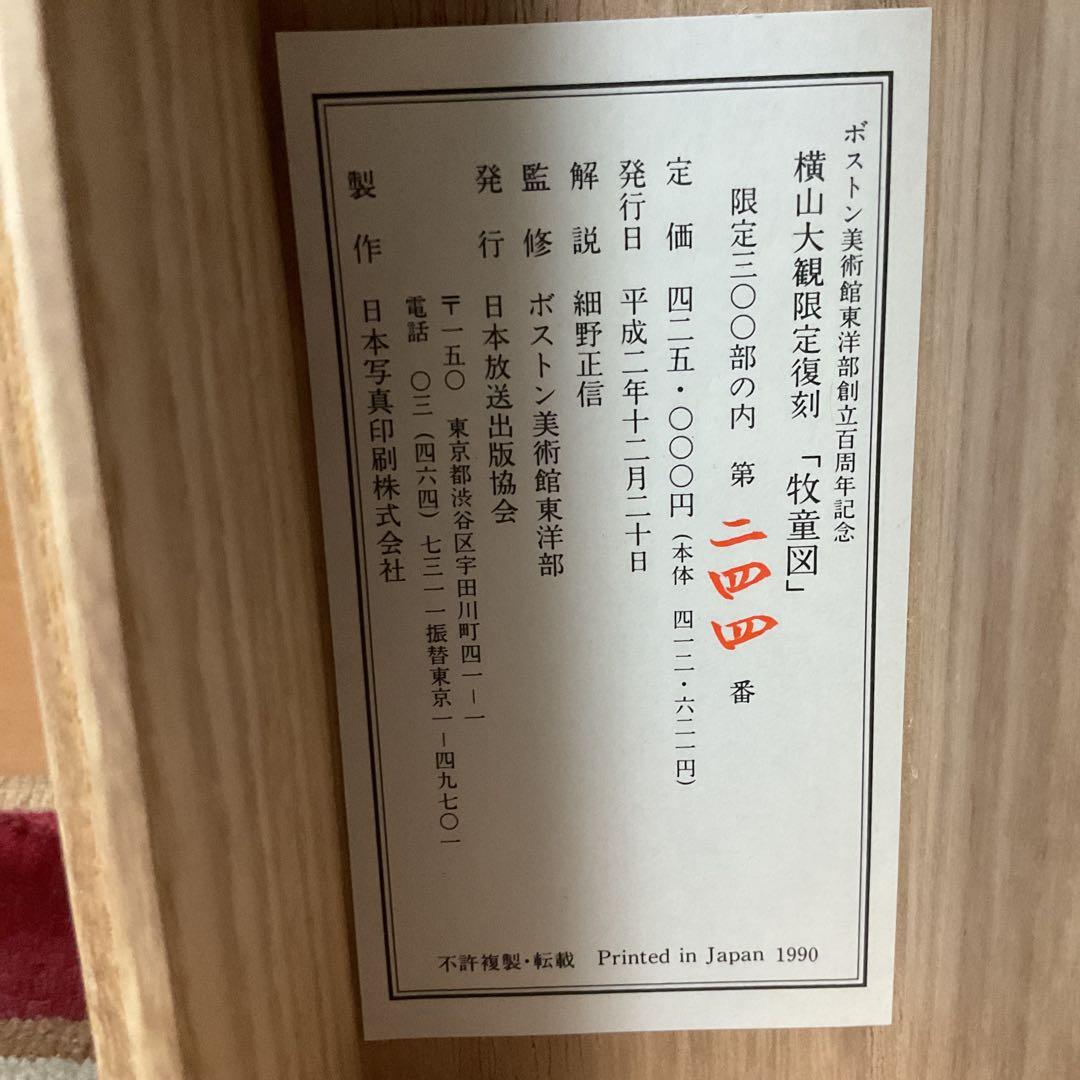 ボストン美術館東洋部創立百周年記念
横山大観限定復刻「牧童図」
限定三〇〇部の内 第 二四四 番
定価 四二五・〇〇〇円(本体 四一二・六二一円)
発行日 平成二年十二月二十日
解説 細野正信
監修 ボストン美術館東洋部
発行 日本放送出版協会
〒一五〇 東京都渋谷区宇田川町四一−一
電話 〇三(四六四)七三一一振替東京一−四九七〇一
製作 日本写真印刷株式会社
不許複製・転載 Printed in Japan 1990